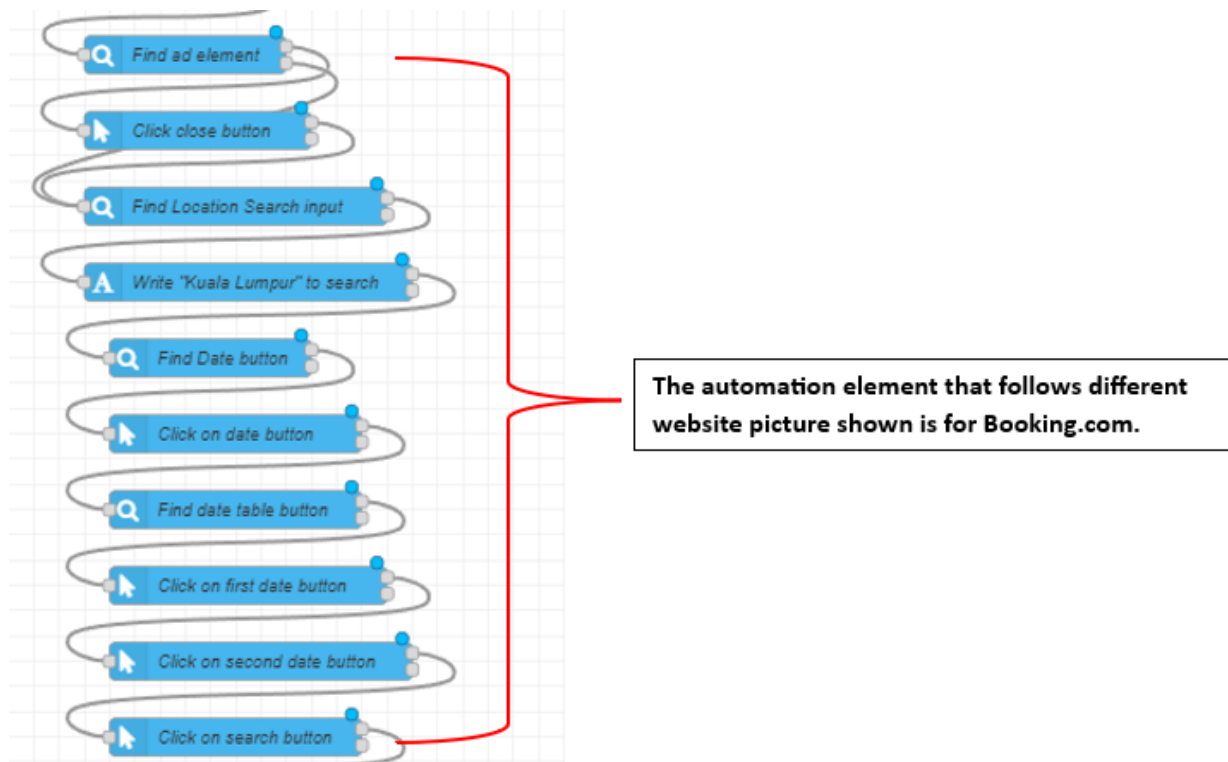 Find ad element
Click close button
Find Location Search input
A Write "Kuala Lumpur" to search
Find Date button
Click on date button
Find date table button
Click on first date button
Click on second date button
Click on search button
The automation element that follows different
website picture shown is for Booking.com.